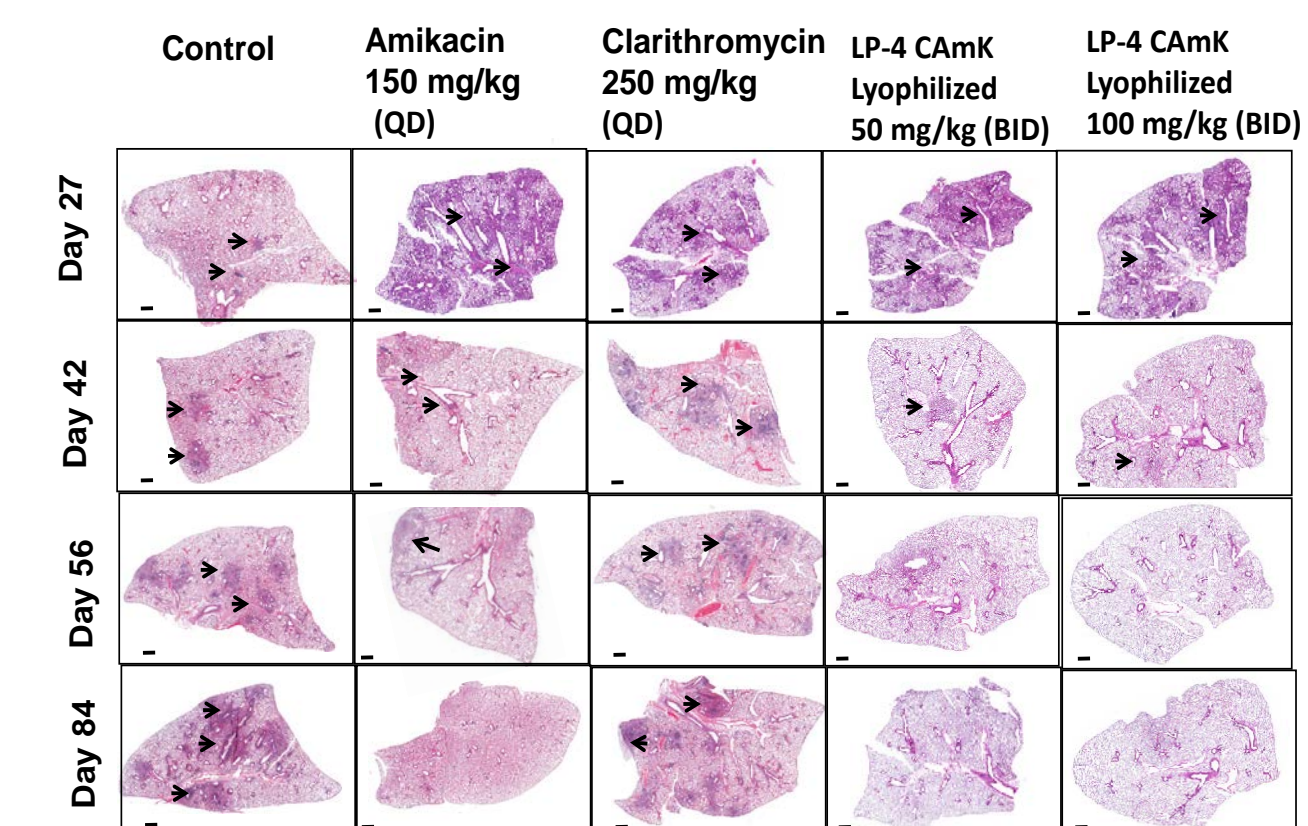 Control
Amikacin
150 mg/kg
(QD)
Clarithromycin
250 mg/kg
(QD)
LP-4 CAmK
Lyophilized
50 mg/kg (BID)
LP-4 CAmK
Lyophilized
100 mg/kg (BID)
Day 27
Day 42
Day 56
Day 84